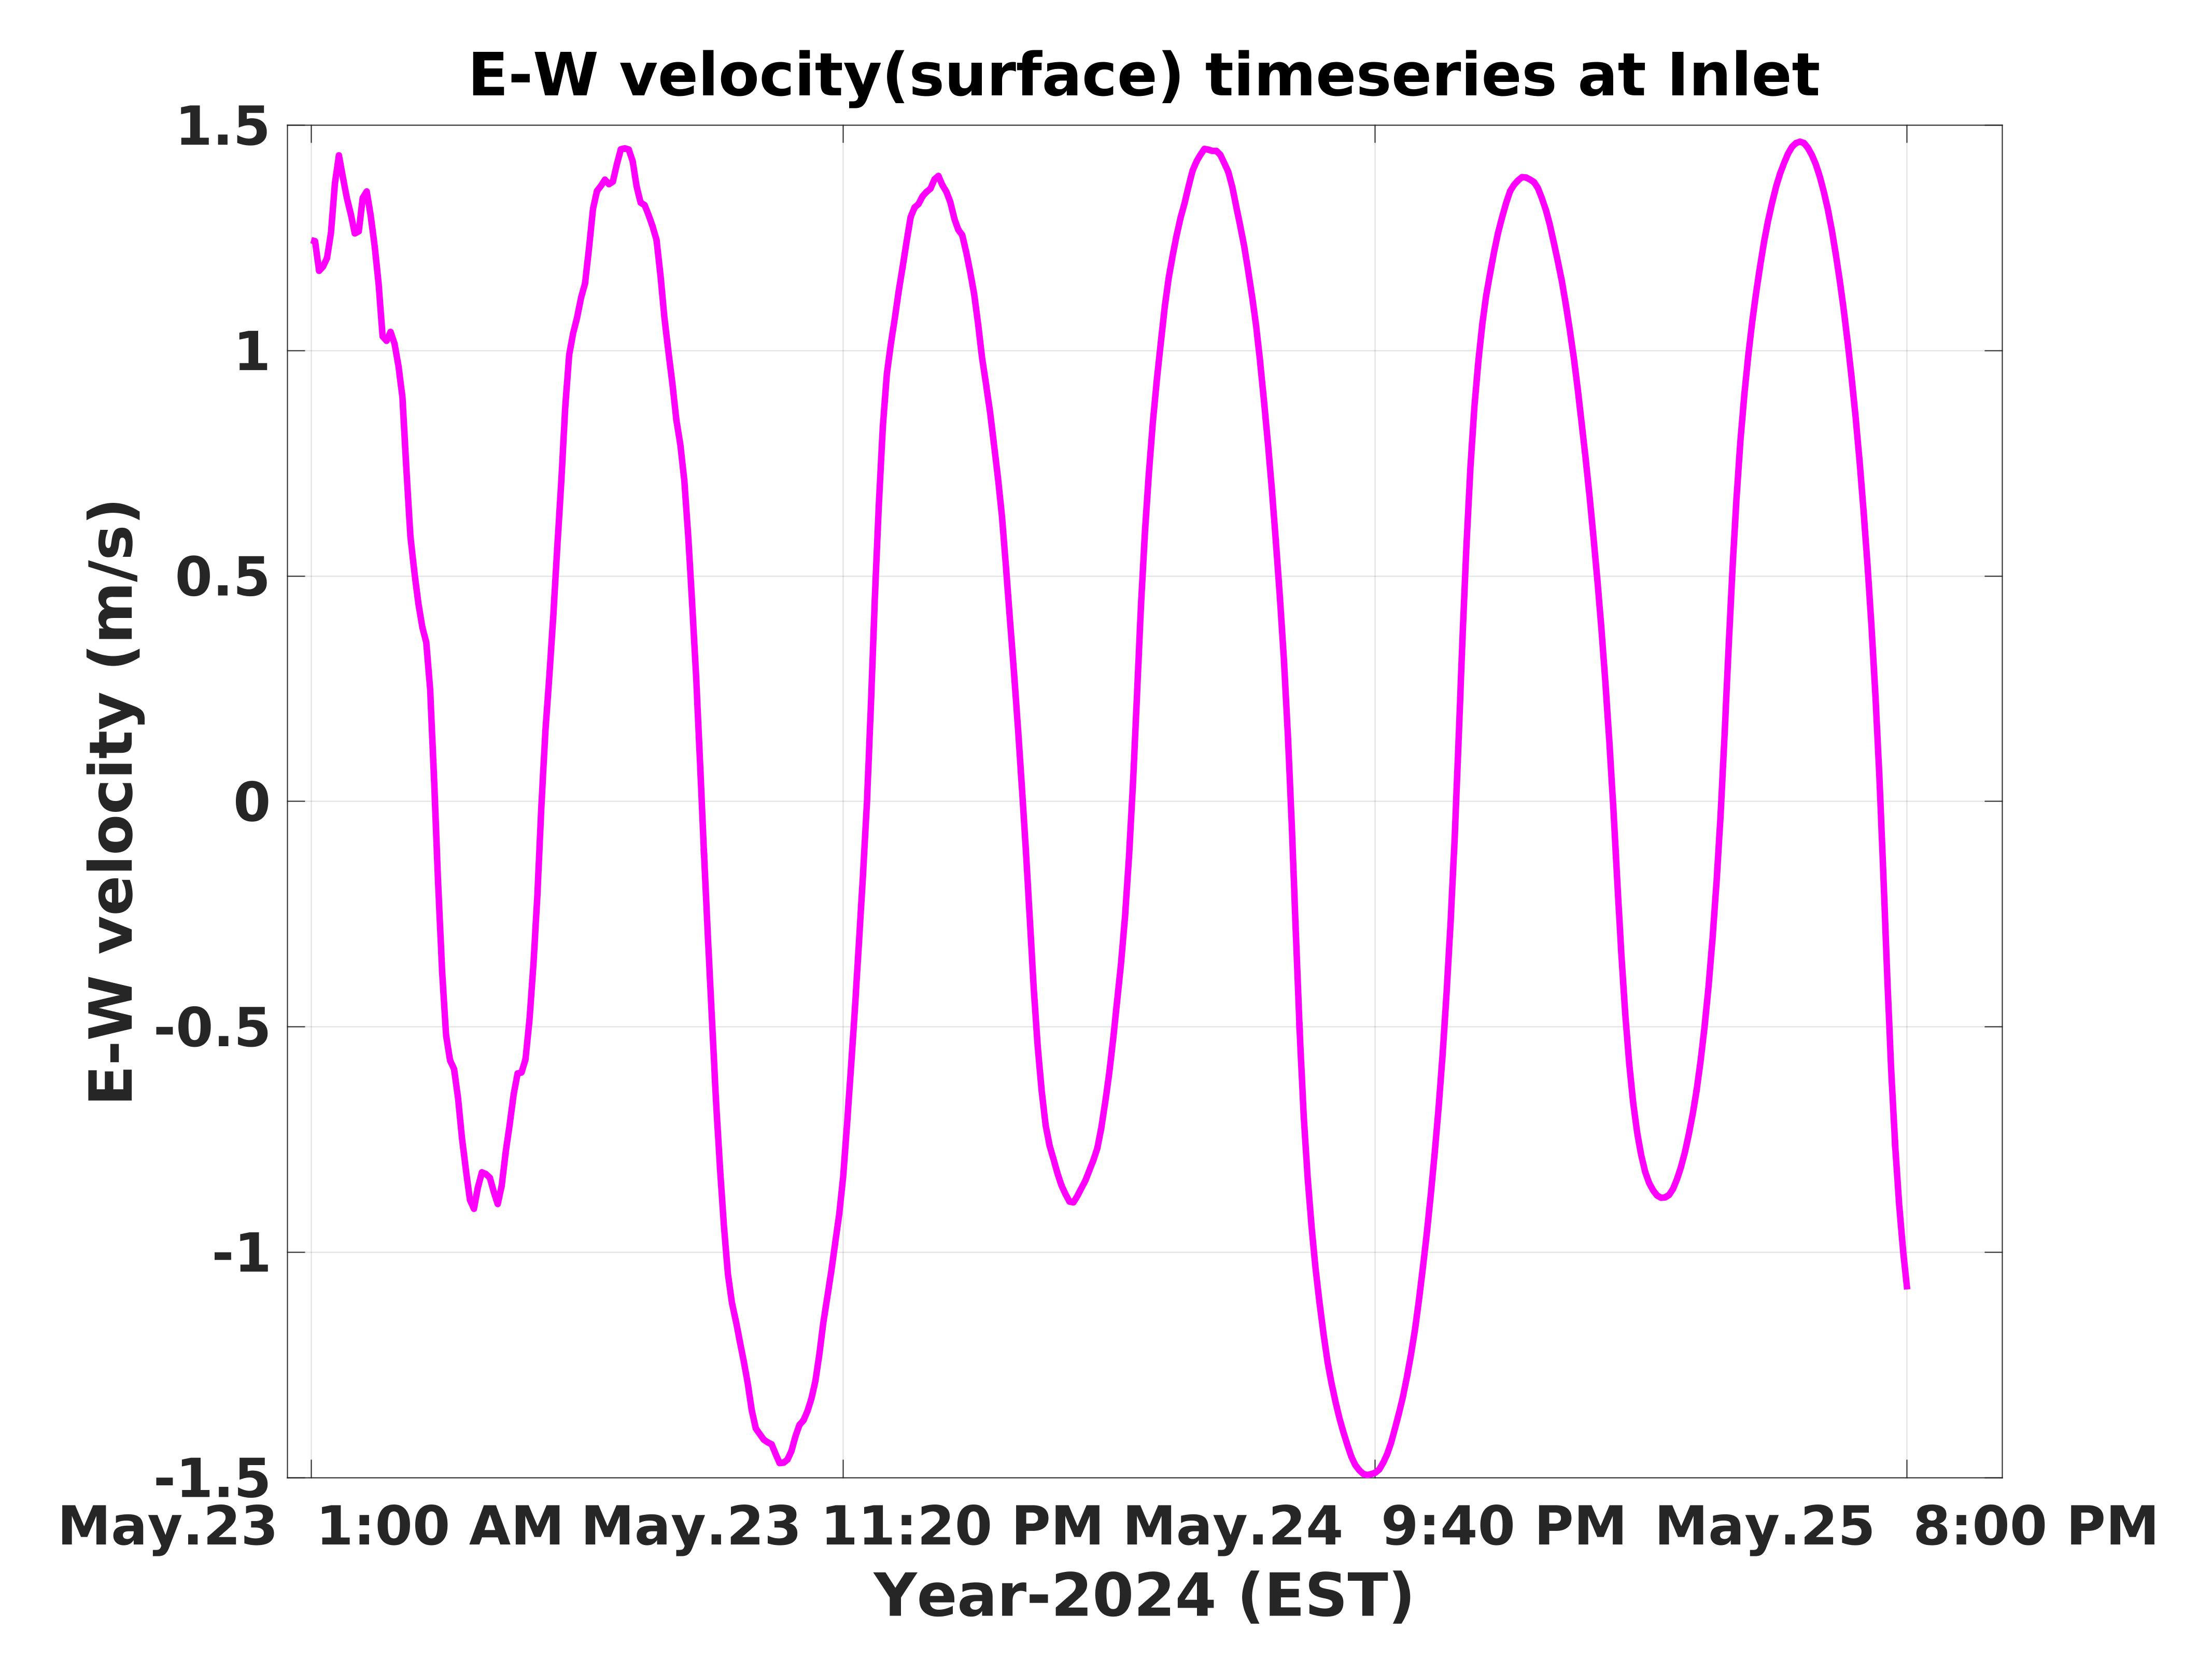 E-W velocity(surface) timeseries at Inlet
E-W velocity (m/s)
1.5
1
0.5
0
-0.5
-1
-1.5
May.23 1:00 AM May.23 11:20 PM May.24 9:40 PM May.25 8:00 PM
Year-2024 (EST)